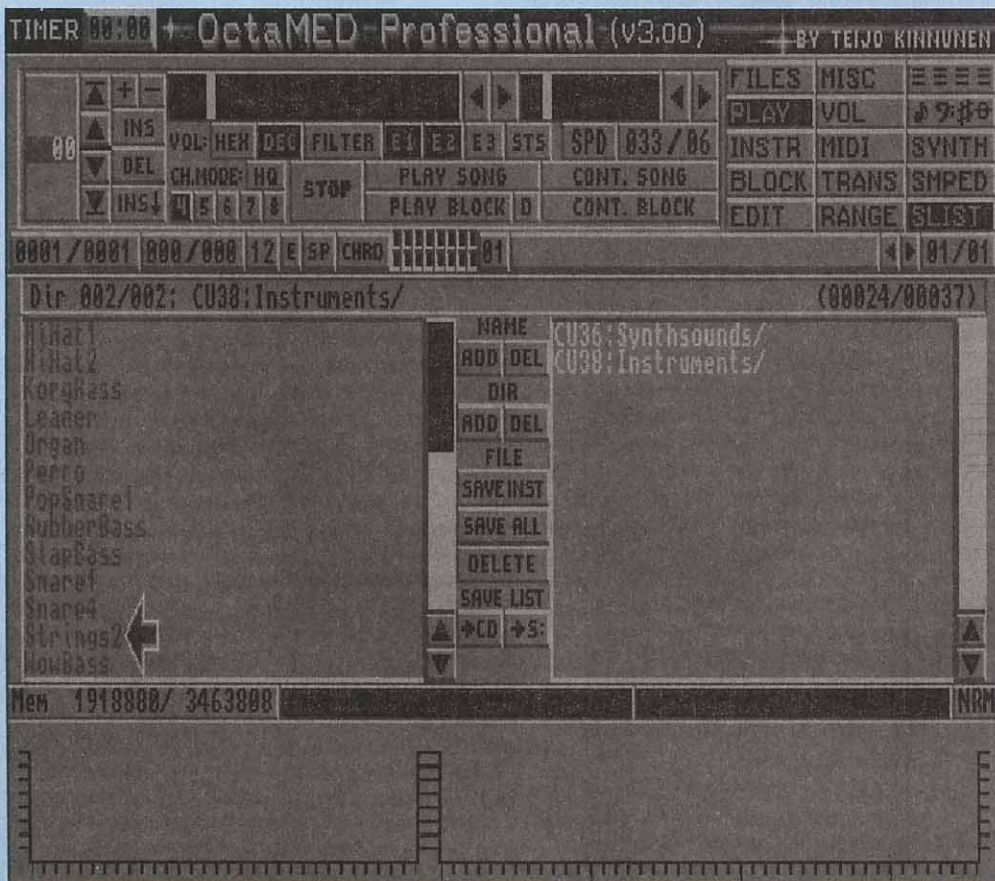 TIMER 00:00 OctaMED Professional (v3.00) BY TEIJO KINNUNEN
+ - FILES MISC
00 INS PLAY VOL
VOL: HEX DEC FILTER E1 E2 E3 STS SPD 033/06
DEL INSTR MIDI SYNTH
CH.MODE: HQ STOP PLAY SONG CONT. SONG
BLOCK TRANS SMPED
INS↓ 4 5 6 7 8 PLAY BLOCK D CONT. BLOCK
EDIT RANGE SLIST
0001/0001 000/000 12 E SP CHRD 01 01/01
Dir 002/002: CU38:Instruments/ (00024/00037)
HiHat1
HiHat2
KorgBass
Leader
Organ
Perco
PopSnare1
RubberBass
SlapBass
Snare1
Snare4
Strings2
WowBass
NAME
ADD DEL
DIR
ADD DEL
FILE
SAVE INST
SAVE ALL
DELETE
SAVE LIST
→CD →S:
CU36:Synthsounds/
CU38:Instruments/
Mem 1918880/ 3463808 NRM